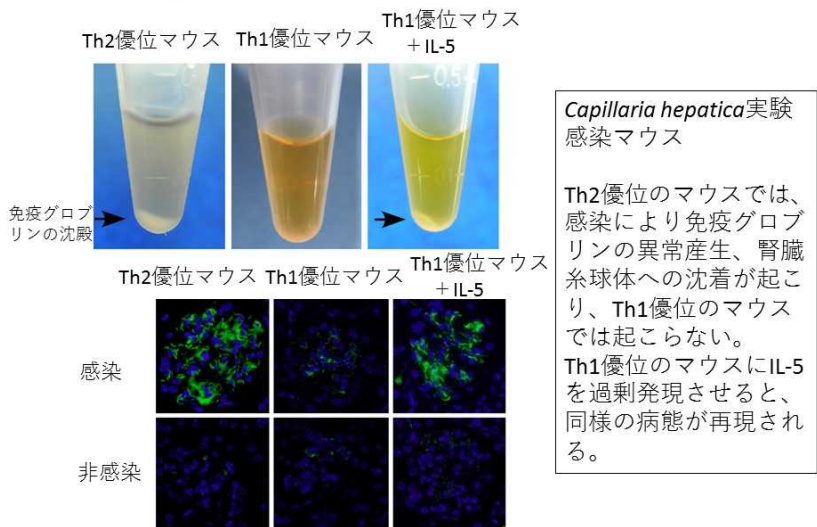 Th2優位マウス
Th1優位マウス
Th1優位マウス
＋IL-5
免疫グロブ
リンの沈殿
Th2優位マウス
Th1優位マウス
Th1優位マウス
＋IL-5
感染
非感染
Capillaria hepatica実験
感染マウス
Th2優位のマウスでは、
感染により免疫グロブ
リンの異常産生、腎臓
糸球体への沈着が起こ
り、Th1優位のマウス
では起こらない。
Th1優位のマウスにIL-5
を過剰発現させると、
同様の病態が再現され
る。